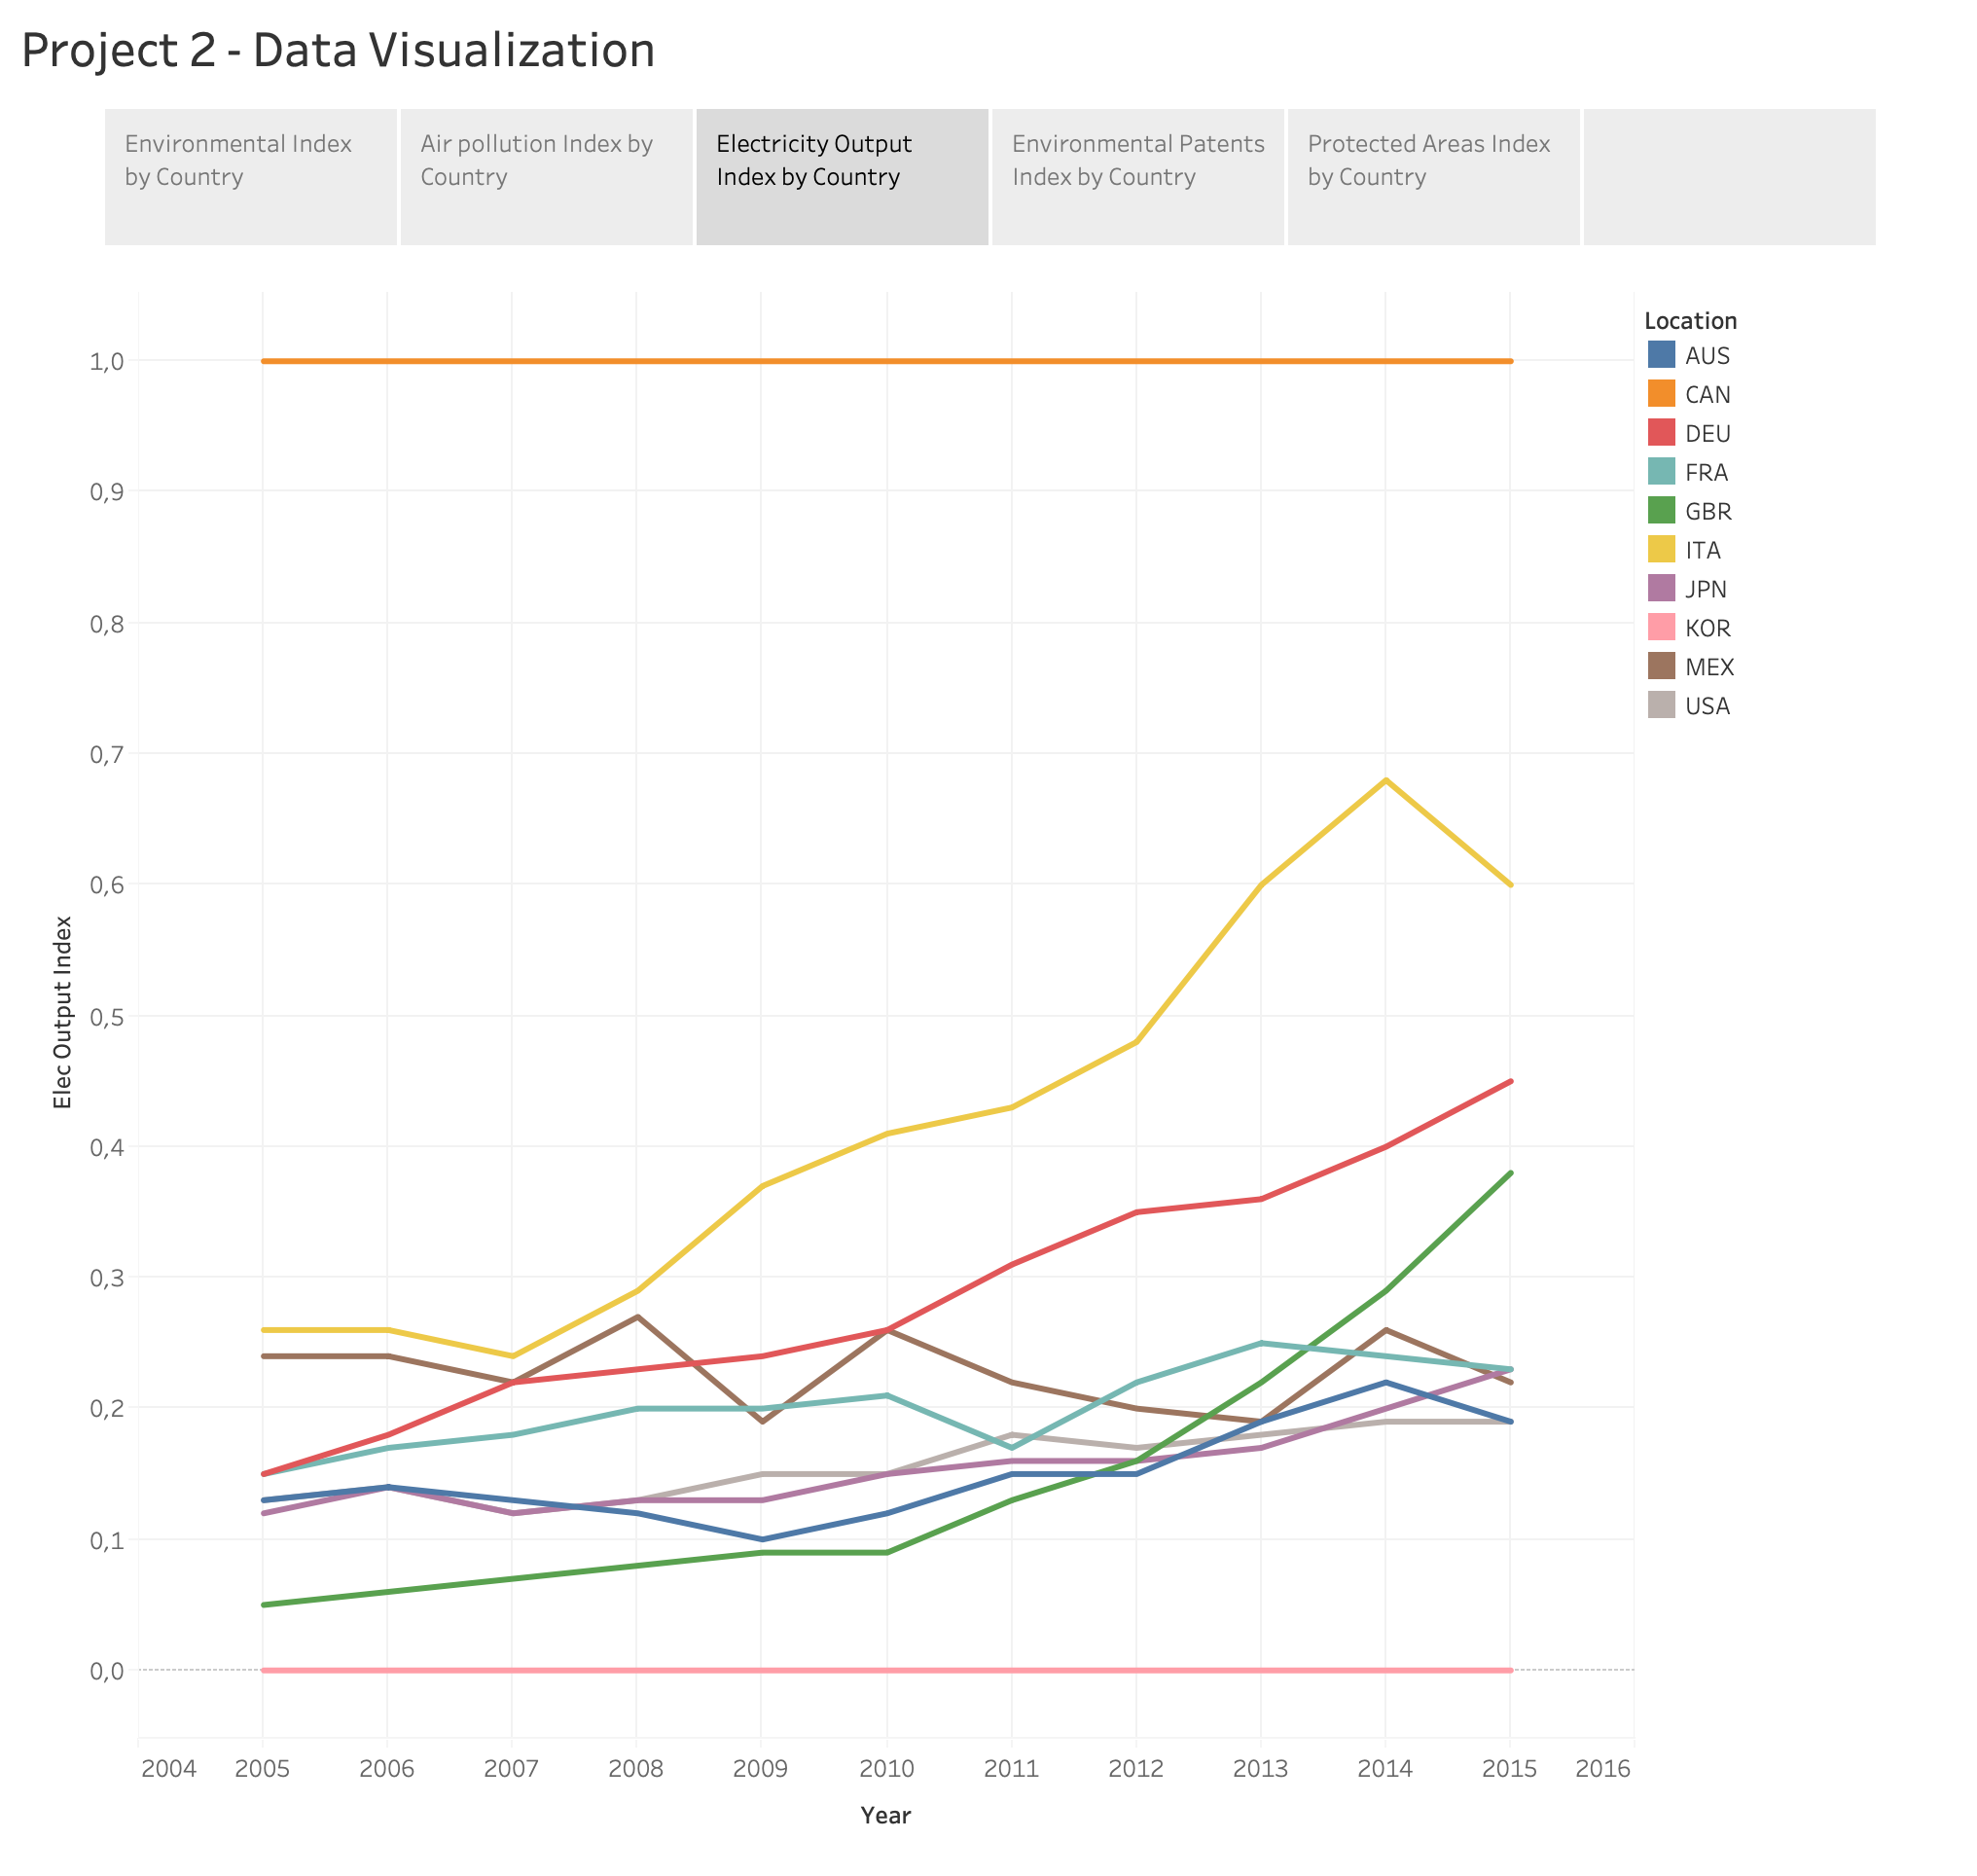 Project 2 - Data Visualization
Environmental Index
by Country
Air pollution Index by
Country
Electricity Output
Index by Country
Environmental Patents
Index by Country
Protected Areas Index
by Country
Location
AUS
CAN
DEU
FRA
GBR
ITA
JPN
KOR
MEX
USA
1,0
0,9
0,8
0,7
0,6
0,5
0,4
0,3
0,2
0,1
0,0
Elec Output Index
2004 2005 2006 2007 2008 2009 2010 2011 2012 2013 2014 2015 2016
Year